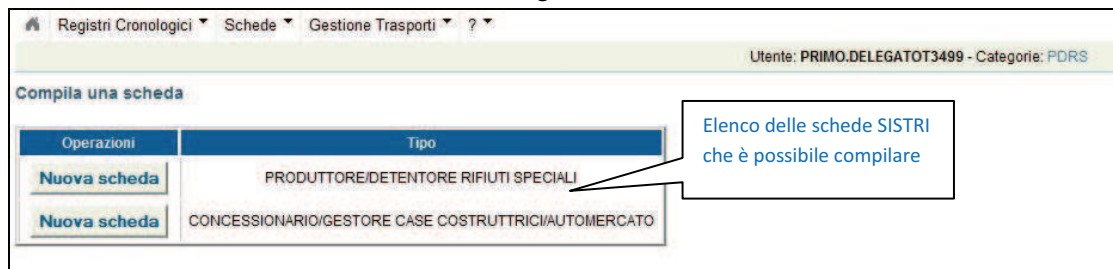 Registri Cronologici Schede Gestione Trasporti ?
Utente: PRIMO.DELEGATOT3499 - Categorie: PDRS
Compila una scheda
Operazioni Tipo
Nuova scheda PRODUTTORE/DETENTORE RIFIUTI SPECIALI
Nuova scheda CONCESSIONARIO/GESTORE CASE COSTRUTTRICI/AUTOMERCATO
Elenco delle schede SISTRI
che è possibile compilare